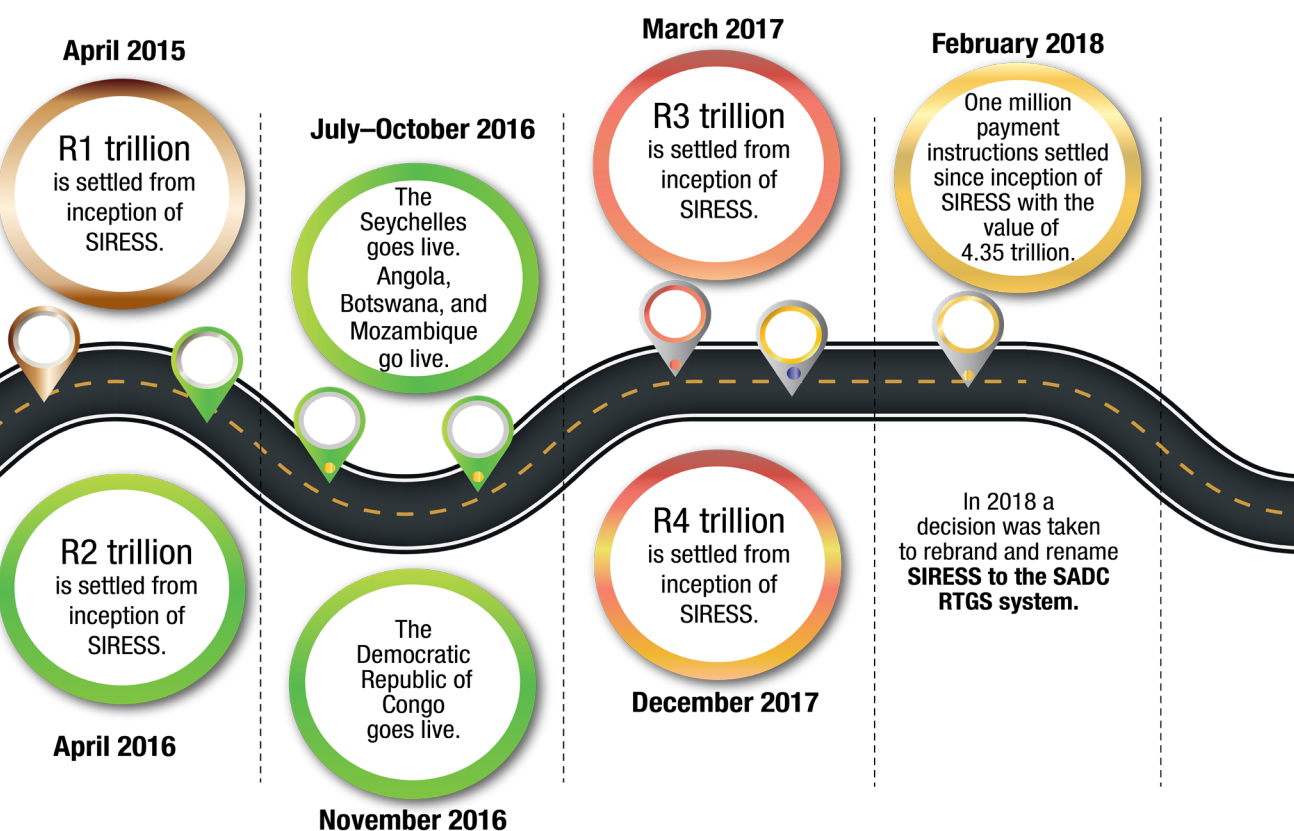 April 2015
R1 trillion
is settled from
inception of
SIRESS.
R2 trillion
is settled from
inception of
SIRESS.
April 2016
July–October 2016
The
Seychelles
goes live.
Angola,
Botswana, and
Mozambique
go live.
The
Democratic
Republic of
Congo
goes live.
November 2016
March 2017
R3 trillion
is settled from
inception of
SIRESS.
R4 trillion
is settled from
inception of
SIRESS.
December 2017
February 2018
One million
payment
instructions settled
since inception of
SIRESS with the
value of
4.35 trillion.
In 2018 a
decision was taken
to rebrand and rename
SIRESS to the SADC
RTGS system.